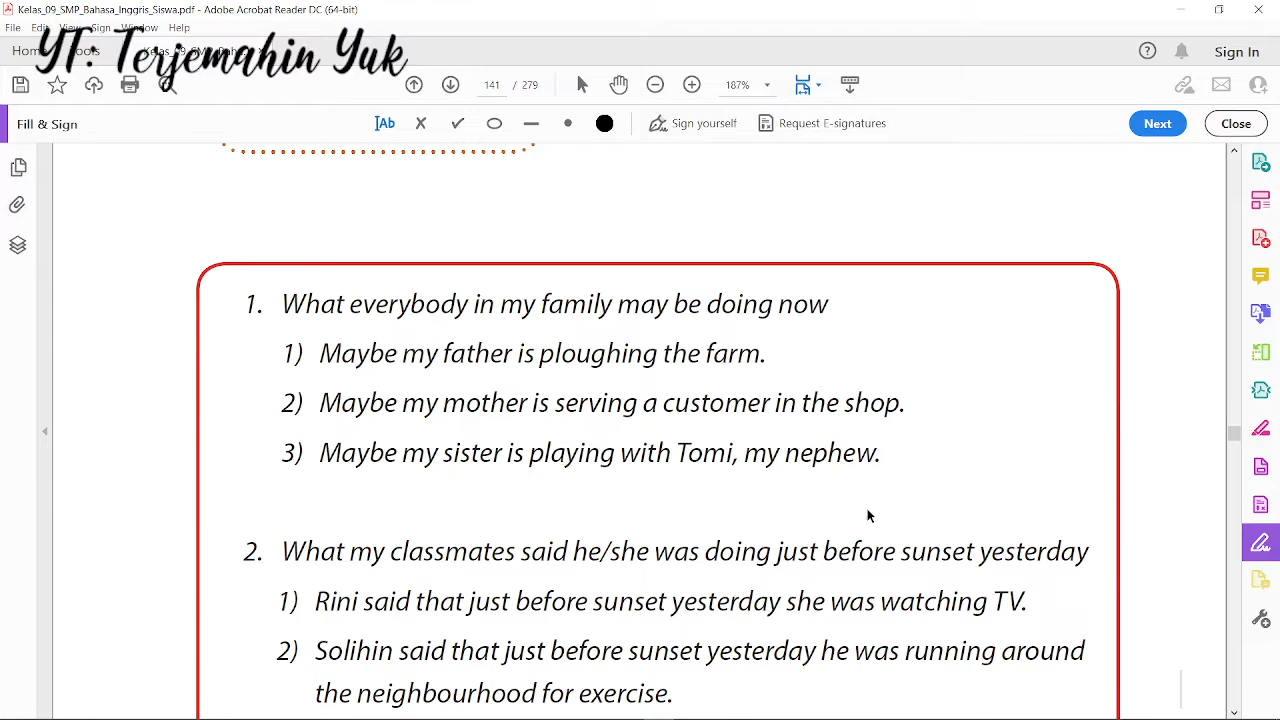 Kelas_09_SMP_Bahasa_Inggris_Siswa.pdf - Adobe Acrobat Reader DC (64-bit)
File Edit View Sign Window Help
YT: Terjemahin Yuk
Sign In
141 / 279
187%
Fill & Sign
Ab
Sign yourself
Request E-signatures
Next
Close
1. What everybody in my family may be doing now
1) Maybe my father is ploughing the farm.
2) Maybe my mother is serving a customer in the shop.
3) Maybe my sister is playing with Tomi, my nephew.
2. What my classmates said he/she was doing just before sunset yesterday
1) Rini said that just before sunset yesterday she was watching TV.
2) Solihin said that just before sunset yesterday he was running around
the neighbourhood for exercise.